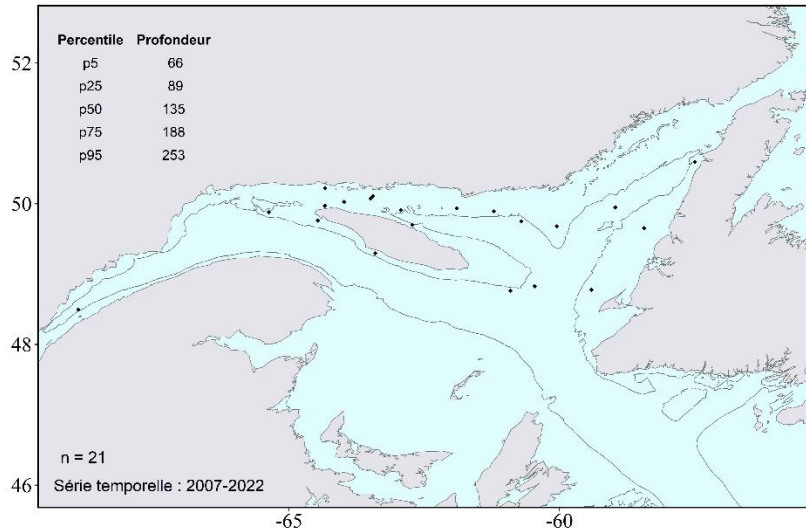 Percentile Profondeur
p5 66
p25 89
p50 135
p75 188
p95 253
52
50
48
46
n = 21
Série temporelle : 2007-2022
-65 -60